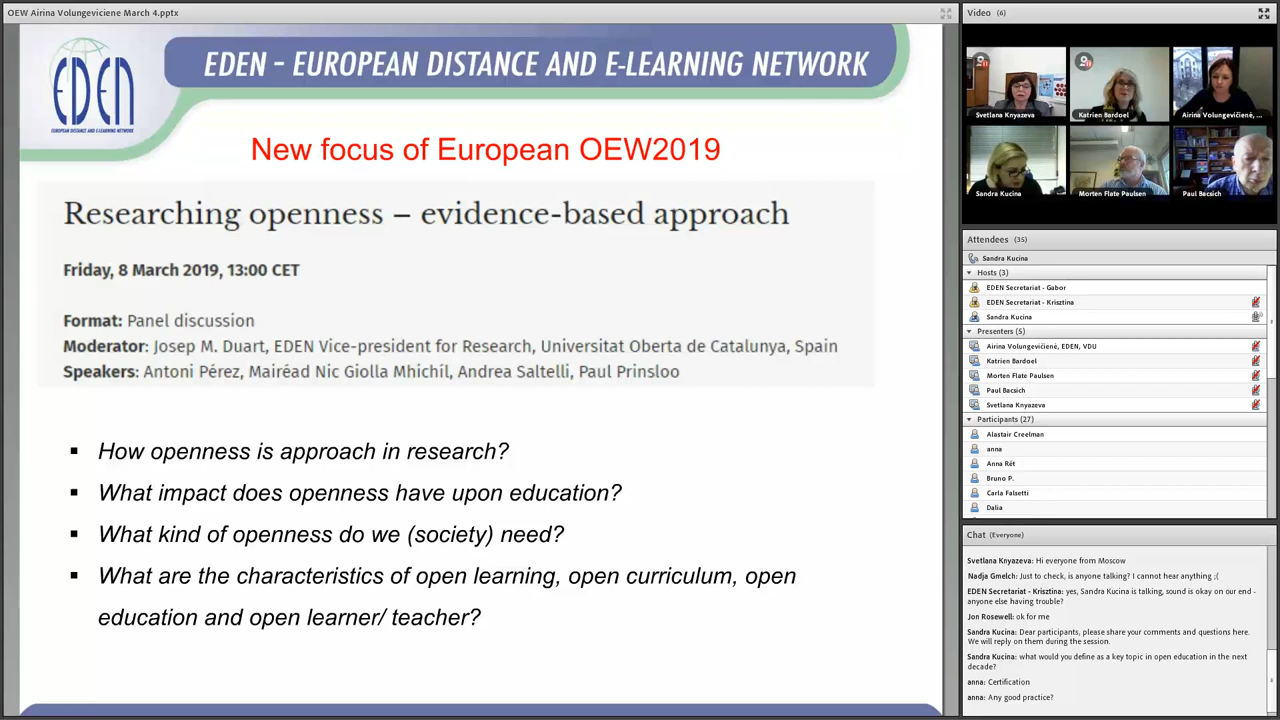 OEW Airina Volungeviciene March 4.pptx
EDEN
EUROPEAN DISTANCE AND E-LEARNING NETWORK
EDEN - EUROPEAN DISTANCE AND E-LEARNING NETWORK
New focus of European OEW2019
Researching openness – evidence-based approach
Friday, 8 March 2019, 13:00 CET
Format: Panel discussion
Moderator: Josep M. Duart, EDEN Vice-president for Research, Universitat Oberta de Catalunya, Spain
Speakers: Antoni Pérez, Mairéad Nic Giolla Mhichíl, Andrea Saltelli, Paul Prinsloo
▪ How openness is approach in research?
▪ What impact does openness have upon education?
▪ What kind of openness do we (society) need?
▪ What are the characteristics of open learning, open curriculum, open
education and open learner/ teacher?
Video (6)
Svetlana Knyazeva
Katrien Bardoel
Airina Volungevičienė, ...
Sandra Kucina
Morten Flate Paulsen
Paul Bacsich
Attendees (35)
Sandra Kucina
Hosts (3)
EDEN Secretariat - Gabor
EDEN Secretariat - Krisztina
Sandra Kucina
Presenters (5)
Airina Volungevičienė, EDEN, VDU
Katrien Bardoel
Morten Flate Paulsen
Paul Bacsich
Svetlana Knyazeva
Participants (27)
Alastair Creelman
anna
Anna Rét
Bruno P.
Carla Falsetti
Dalia
Chat (Everyone)
Svetlana Knyazeva: Hi everyone from Moscow
Nadja Gmelch: Just to check, is anyone talking? I cannot hear anything ;(
EDEN Secretariat - Krisztina: yes, Sandra Kucina is talking, sound is okay on our end -
anyone else having trouble?
Jon Rosewell: ok for me
Sandra Kucina: Dear participants, please share your comments and questions here.
We will reply on them during the session.
Sandra Kucina: what would you define as a key topic in open education in the next
decade?
anna: Certification
anna: Any good practice?